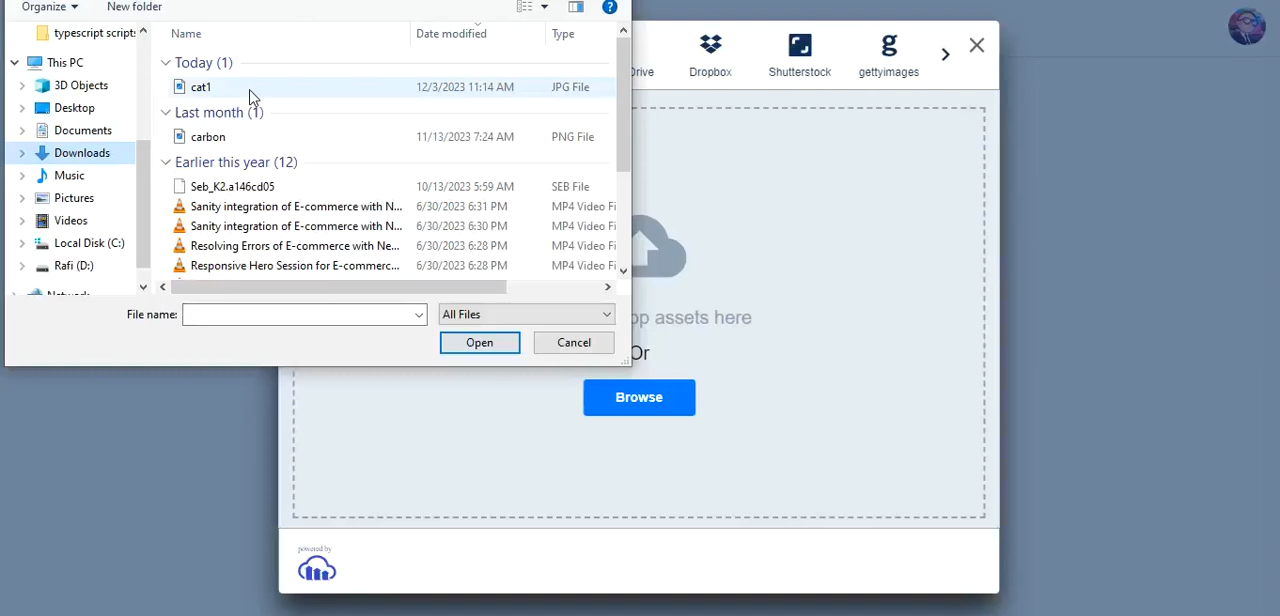 Organize
New folder
typescript scripts
This PC
3D Objects
Desktop
Documents
Downloads
Music
Pictures
Videos
Local Disk (C:)
Rafi (D:)
Network
Name
Date modified
Type
Today (1)
cat1
12/3/2023 11:14 AM
JPG File
Last month (1)
carbon
11/13/2023 7:24 AM
PNG File
Earlier this year (12)
Seb_K2.a146cd05
10/13/2023 5:59 AM
SEB File
Sanity integration of E-commerce with N...
6/30/2023 6:31 PM
MP4 Video Fi
Sanity integration of E-commerce with N...
6/30/2023 6:30 PM
MP4 Video Fi
Resolving Errors of E-commerce with Ne...
6/30/2023 6:28 PM
MP4 Video Fi
Responsive Hero Session for E-commerc...
6/30/2023 6:28 PM
MP4 Video Fi
File name:
All Files
Open
Cancel
Drive
Dropbox
Shutterstock
gettyimages
op assets here
Or
Browse
powered by